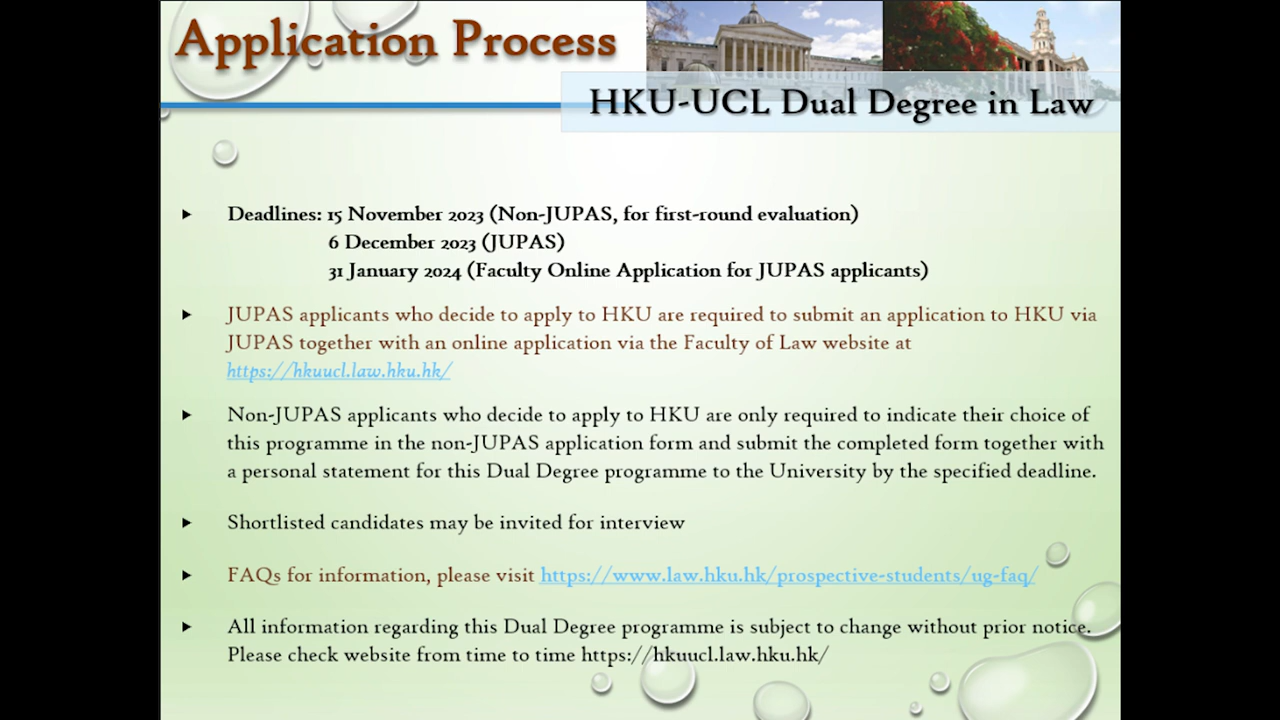 Application Process
HKU-UCL Dual Degree in Law
Deadlines: 15 November 2023 (Non-JUPAS, for first-round evaluation)
6 December 2023 (JUPAS)
31 January 2024 (Faculty Online Application for JUPAS applicants)
JUPAS applicants who decide to apply to HKU are required to submit an application to HKU via
JUPAS together with an online application via the Faculty of Law website at
https://hkuucl.law.hku.hk/
Non-JUPAS applicants who decide to apply to HKU are only required to indicate their choice of
this programme in the non-JUPAS application form and submit the completed form together with
a personal statement for this Dual Degree programme to the University by the specified deadline.
Shortlisted candidates may be invited for interview
FAQs for information, please visit https://www.law.hku.hk/prospective-students/ug-faq/
All information regarding this Dual Degree programme is subject to change without prior notice.
Please check website from time to time https://hkuucl.law.hku.hk/